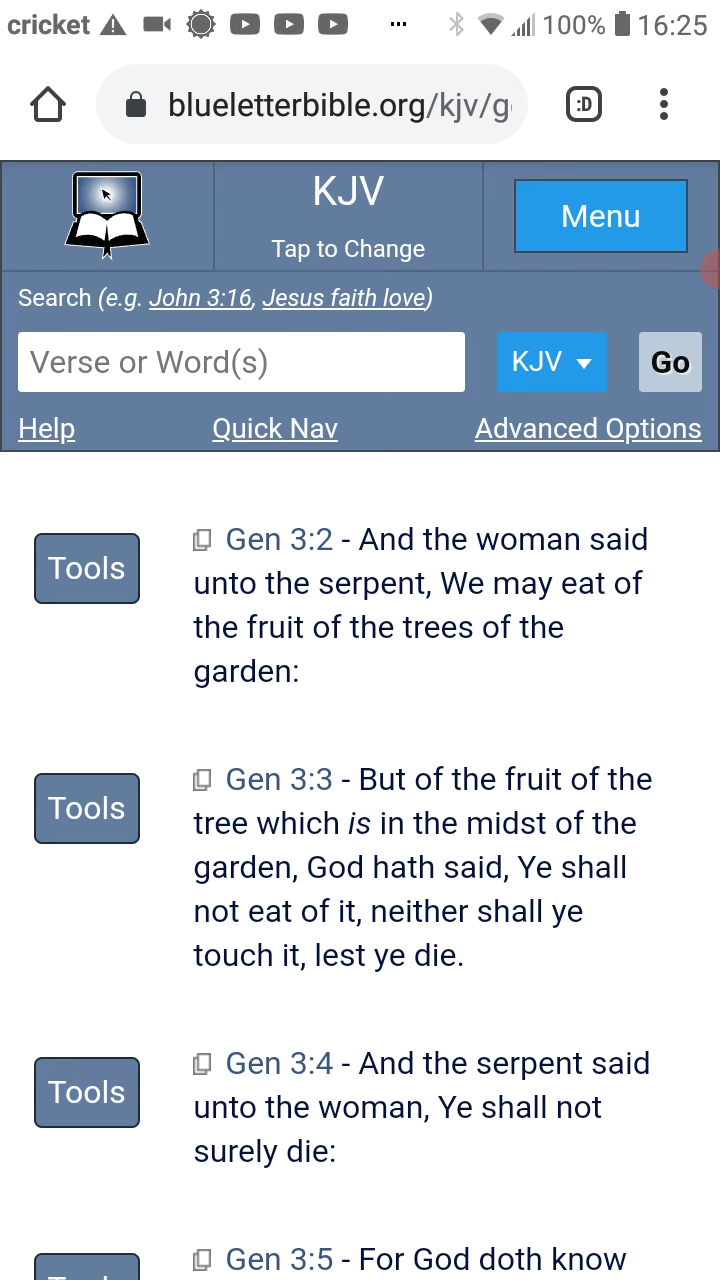 cricket 100% 16:25
blueletterbible.org/kjv/g :D
KJV
Tap to Change
Menu
Search (e.g. John 3:16, Jesus faith love)
Verse or Word(s) KJV Go
Help Quick Nav Advanced Options
Tools
Gen 3:2 - And the woman said
unto the serpent, We may eat of
the fruit of the trees of the
garden:
Tools
Gen 3:3 - But of the fruit of the
tree which is in the midst of the
garden, God hath said, Ye shall
not eat of it, neither shall ye
touch it, lest ye die.
Tools
Gen 3:4 - And the serpent said
unto the woman, Ye shall not
surely die:
Gen 3:5 - For God doth know